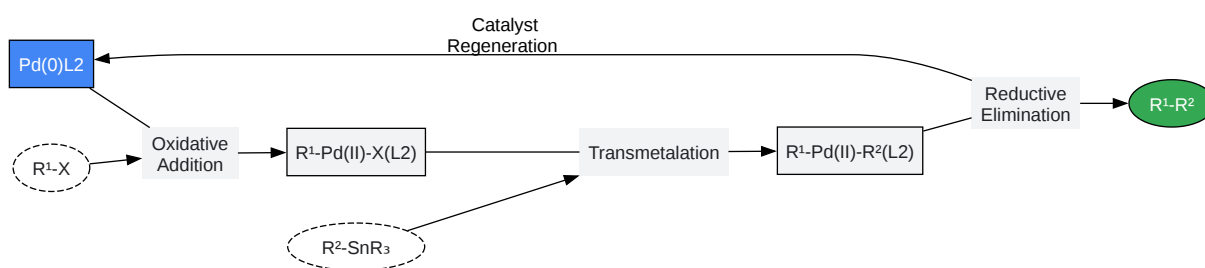 Catalyst
Regeneration
Pd(0)L2
Oxidative
Addition
R¹-X
R¹-Pd(II)-X(L2)
R²-SnR₃
Transmetalation
R¹-Pd(II)-R²(L2)
Reductive
Elimination
R¹-R²